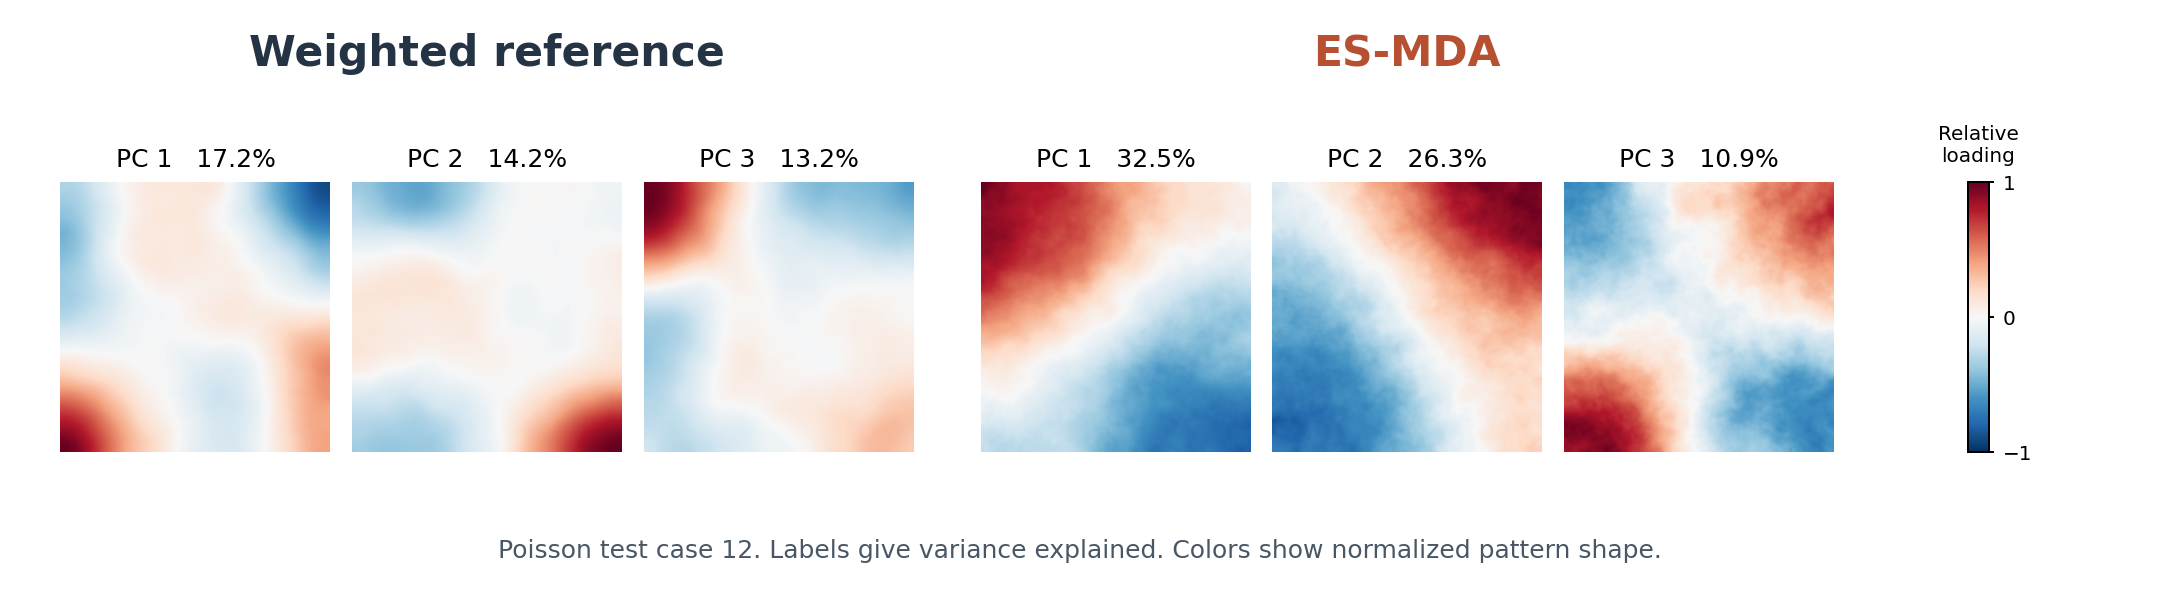 Weighted reference
ES-MDA
PC 1 17.2%
PC 2 14.2%
PC 3 13.2%
PC 1 32.5%
PC 2 26.3%
PC 3 10.9%
Relative
loading
1
0
−1
Poisson test case 12. Labels give variance explained. Colors show normalized pattern shape.